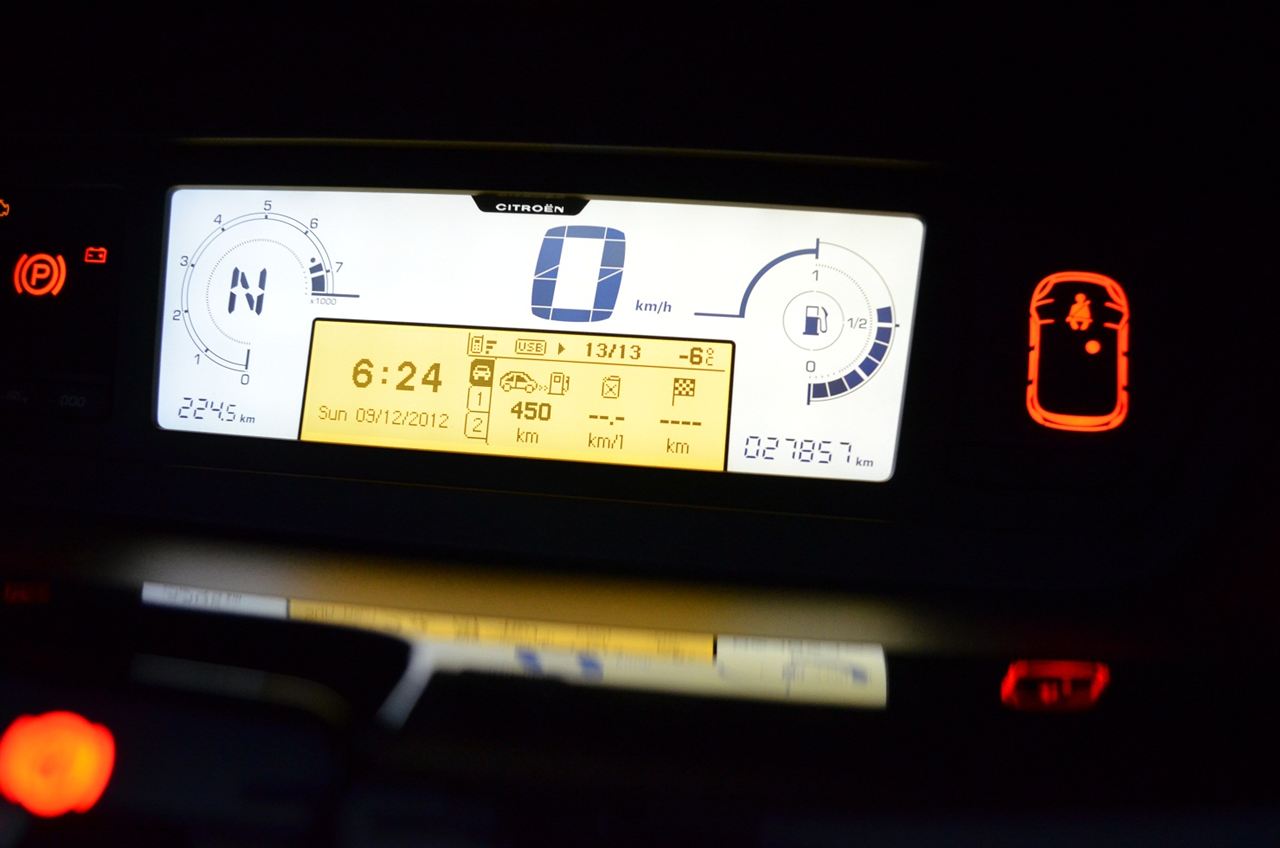 CITROËN
0 1 2 3 4 5 6 7
x1000
N
0 km/h
1
1/2
0
USB 13/13 -6°C
6:24
1
450 --.- ----
Sun 09/12/2012
2
km km/l km
224.5 km
027857 km
P